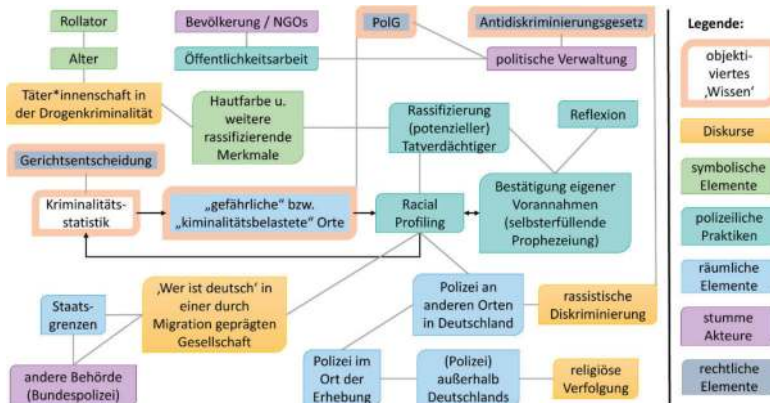 Rollator
Bevölkerung / NGOs
PolG
Antidiskriminierungsgesetz
Alter
Öffentlichkeitsarbeit
politische Verwaltung
Täter*innenschaft in
der Drogenkriminalität
Hautfarbe u.
weitere
rassifizierende
Merkmale
Rassifizierung
(potenzieller)
Tatverdächtiger
Reflexion
Gerichtsentscheidung
Kriminalitäts-
statistik
„gefährliche“ bzw.
„kiminalitätsbelastete“ Orte
Racial
Profiling
Bestätigung eigener
Vorannahmen
(selbsterfüllende
Prophezeiung)
Staats-
grenzen
‚Wer ist deutsch‘ in
einer durch
Migration geprägten
Gesellschaft
Polizei an
anderen Orten
in Deutschland
rassistische
Diskriminierung
andere Behörde
(Bundespolizei)
Polizei im
Ort der
Erhebung
(Polizei)
außerhalb
Deutschlands
religiöse
Verfolgung
Legende:
objekti-
viertes
‚Wissen‘
Diskurse
symbolische
Elemente
polizeiliche
Praktiken
räumliche
Elemente
stumme
Akteure
rechtliche
Elemente